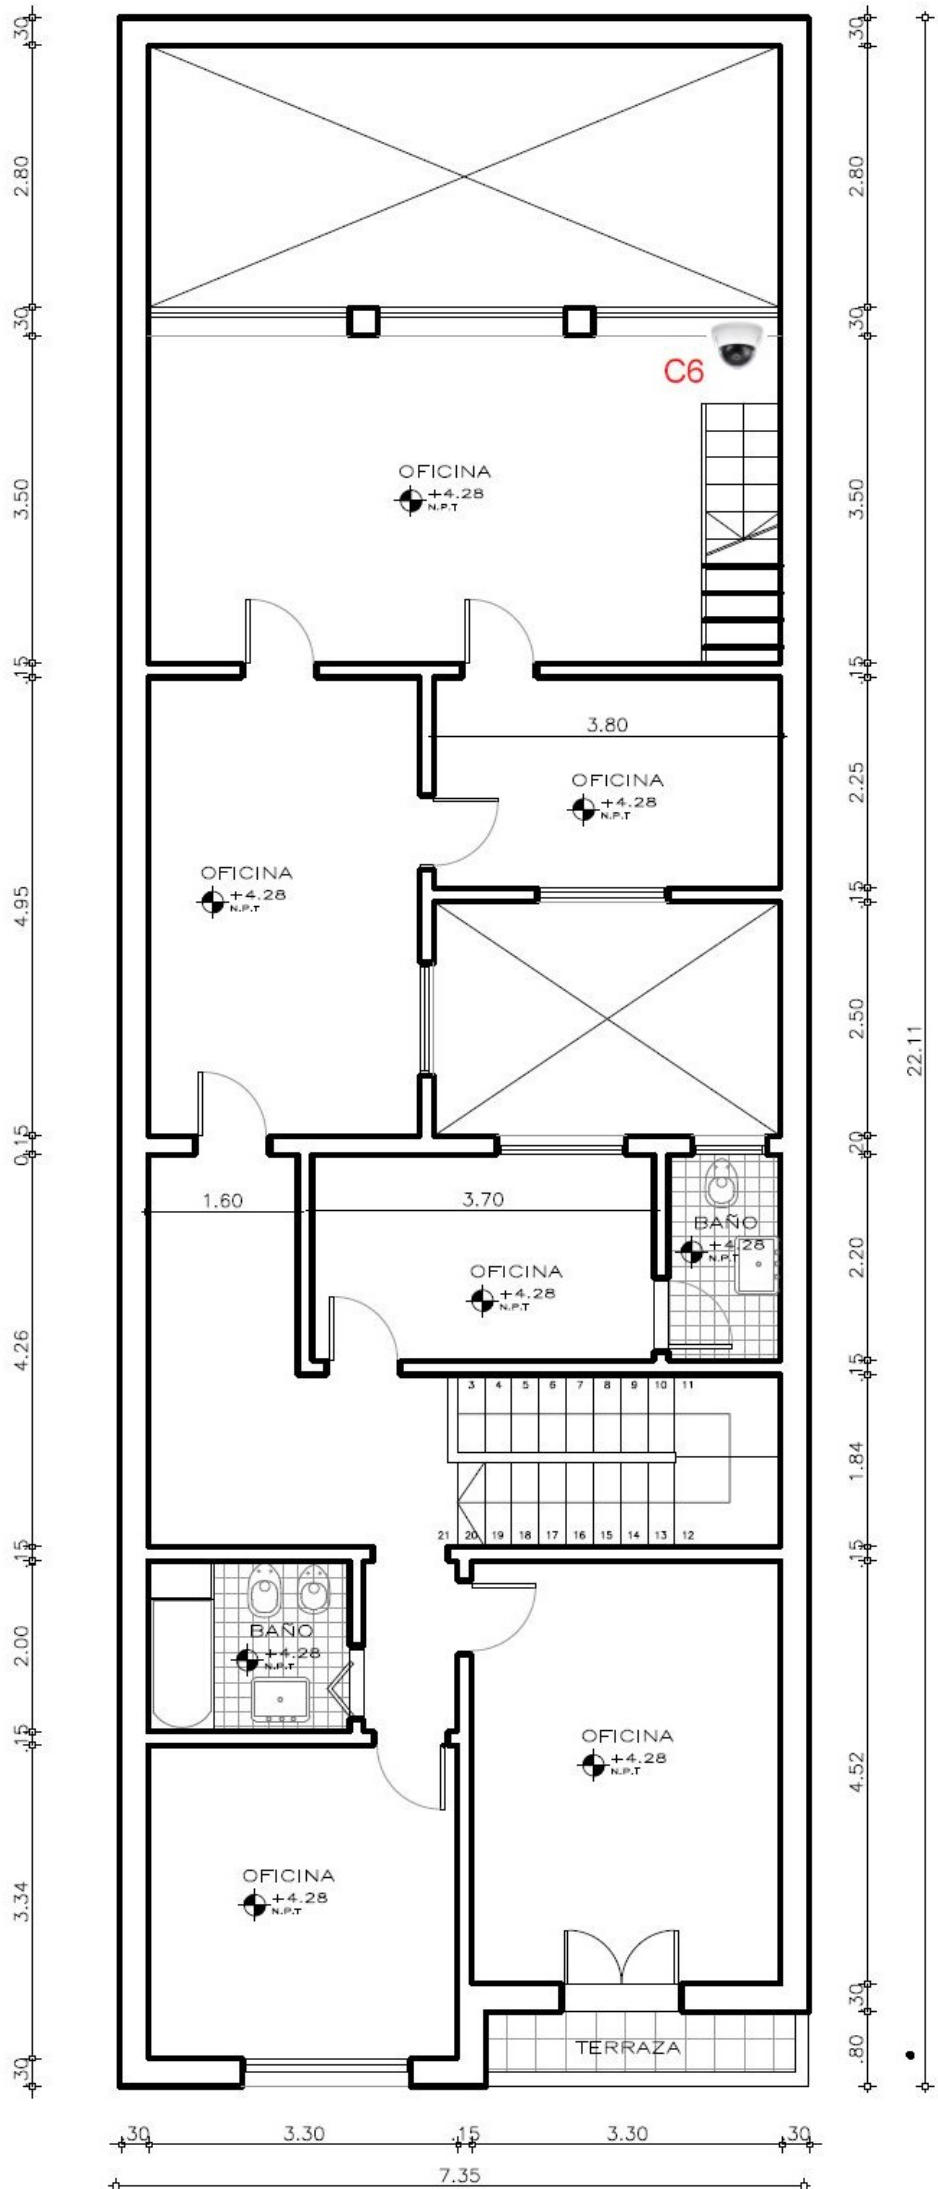 .30
.30
2.80
2.80
.30
.30
C6
OFICINA
+4.28
N.P.T
3.50
3.50
.15
.15
3.80
2.25
OFICINA
+4.28
N.P.T
OFICINA
+4.28
N.P.T
4.95
.15
2.50
22.11
0.15
.20
1.60
3.70
BAÑO
+4.28
N.P.T
2.20
OFICINA
+4.28
N.P.T
4.26
.15
3 4 5 6 7 8 9 10 11
1.84
21 20 19 18 17 16 15 14 13 12
.15
.15
BAÑO
+4.28
N.P.T
2.00
.15
OFICINA
+4.28
N.P.T
4.52
OFICINA
+4.28
N.P.T
3.34
.30
TERRAZA
.80
.30
.30 3.30 .15 3.30 .30
7.35